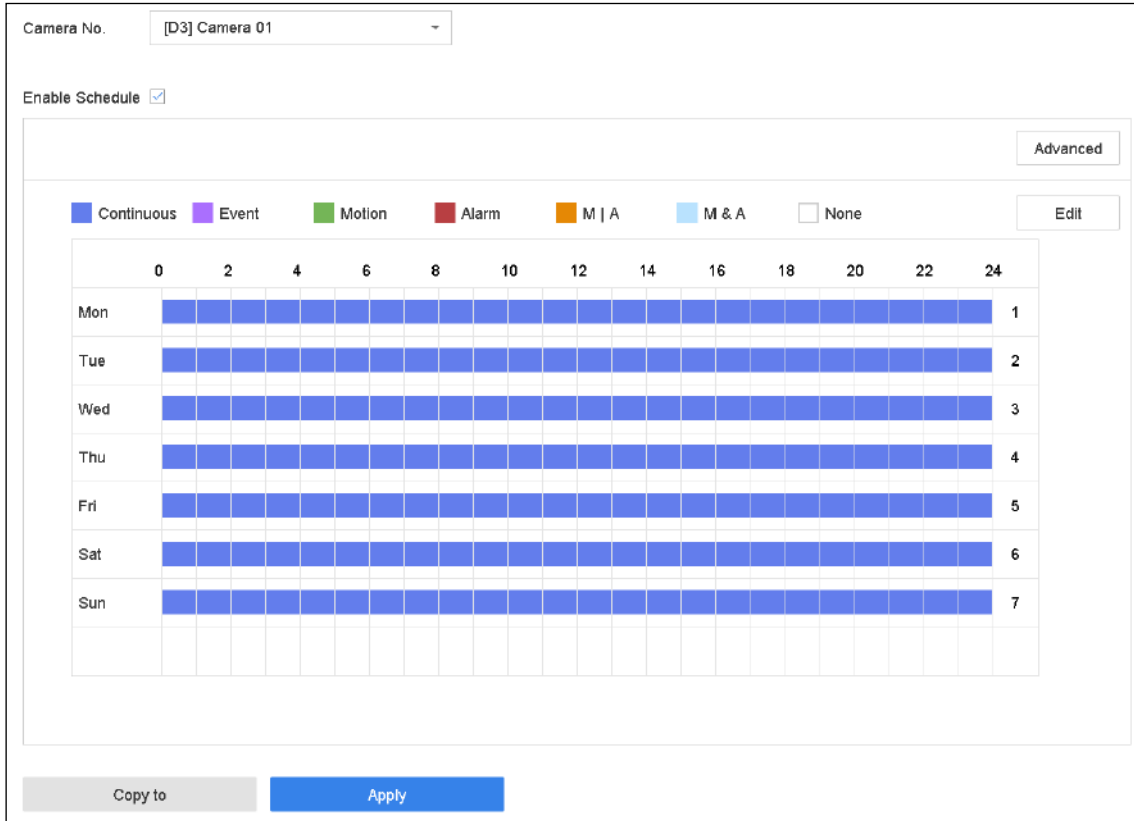 Camera No. [D3] Camera 01
Enable Schedule
Advanced
Continuous Event Motion Alarm M | A M & A None Edit
0 2 4 6 8 10 12 14 16 18 20 22 24
Mon 1
Tue 2
Wed 3
Thu 4
Fri 5
Sat 6
Sun 7
Copy to Apply